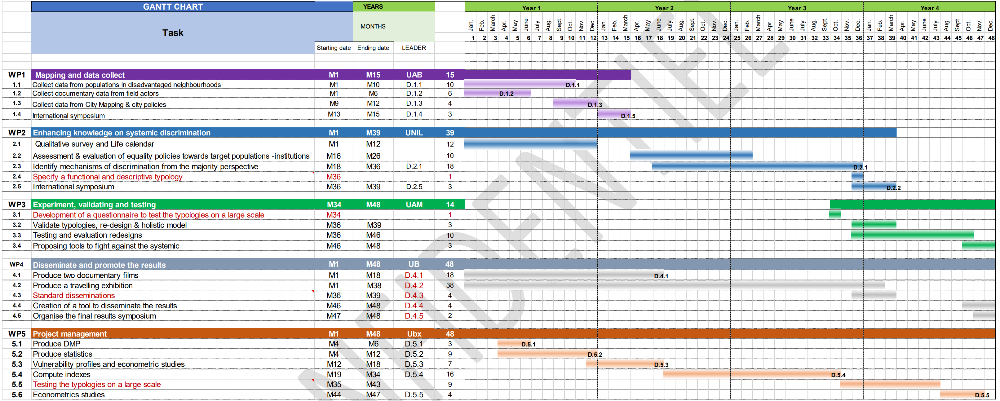 GANTT CHART YEARS Year 1 Year 2 Year 3 Year 4
Task MONTHS Jan. Feb. March Apr. May June July Aug. Sept. Oct. Nov. Dec. Jan. Feb. March Apr. May June July Aug. Sept. Oct. Nov. Dec. Jan. Feb. March Apr. May June July Aug. Sept. Oct. Nov. Dec. Jan. Feb. March Apr. May June July Aug. Sept. Oct. Nov. Dec.
1 2 3 4 5 6 7 8 9 10 11 12 13 14 15 16 17 18 19 20 21 22 23 24 25 26 27 28 29 30 31 32 33 34 35 36 37 38 39 40 41 42 43 44 45 46 47 48
Starting date Ending date LEADER
WP1 Mapping and data collect M1 M15 UAB 15
1.1 Collect data from populations in disadvantaged neighbourhoods M1 M10 D.1.1 10 D.1.1
1.2 Collect documentary data from field actors M1 M6 D.1.2 6 D.1.2
1.3 Collect data from City Mapping & city policies M9 M12 D.1.3 4 D.1.3
1.4 International symposium M13 M15 D.1.4 3 D.1.5
WP2 Enhancing knowledge on systemic discrimination M1 M39 UNIL 39
2.1 Qualitative survey and Life calendar M1 M12 12
2.2 Assessment & evaluation of equality policies towards target populations -institutions M16 M26 10
2.3 Identify mechanisms of discrimination from the majority perspective M18 M36 D.2.1 18 D.2.1
2.4 Specify a functional and descriptive typology M36 1
2.5 International symposium M36 M39 D.2.5 3 D.2.2
WP3 Experiment, validating and testing M34 M48 UAM 14
3.1 Development of a questionnaire to test the typologies on a large scale M34 1
3.2 Validate typologies, re-design & holistic model M36 M39 3
3.3 Testing and evaluation redesigns M36 M46 10
3.4 Proposing tools to fight against the systemic M46 M48 3
WP4 Disseminate and promote the results M1 M48 UB 48
4.1 Produce two documentary films M1 M18 D.4.1 18 D.4.1
4.2 Produce a travelling exhibition M1 M38 D.4.2 38
4.3 Standard disseminations M36 M39 D.4.3 4
4.4 Creation of a tool to disseminate the results M46 M48 D.4.4 4
4.5 Organise the final results symposium M47 M48 D.4.5 2
WP5 Project management M1 M48 Ubx 48
5.1 Produce DMP M4 M6 D.5.1 3 . D.5.1
5.2 Produce statistics M4 M12 D.5.2 9 D.5.2
5.3 Vulnerability profiles and econometric studies M12 M18 D.5.3 7 D.5.3
5.4 Compute indexes M19 M34 D.5.4 16 D.5.4
5.5 Testing the typologies on a large scale M35 M43 9
5.6 Econometrics studies M44 M47 D.5.5 4 D.5.5
NFIDENTIEL